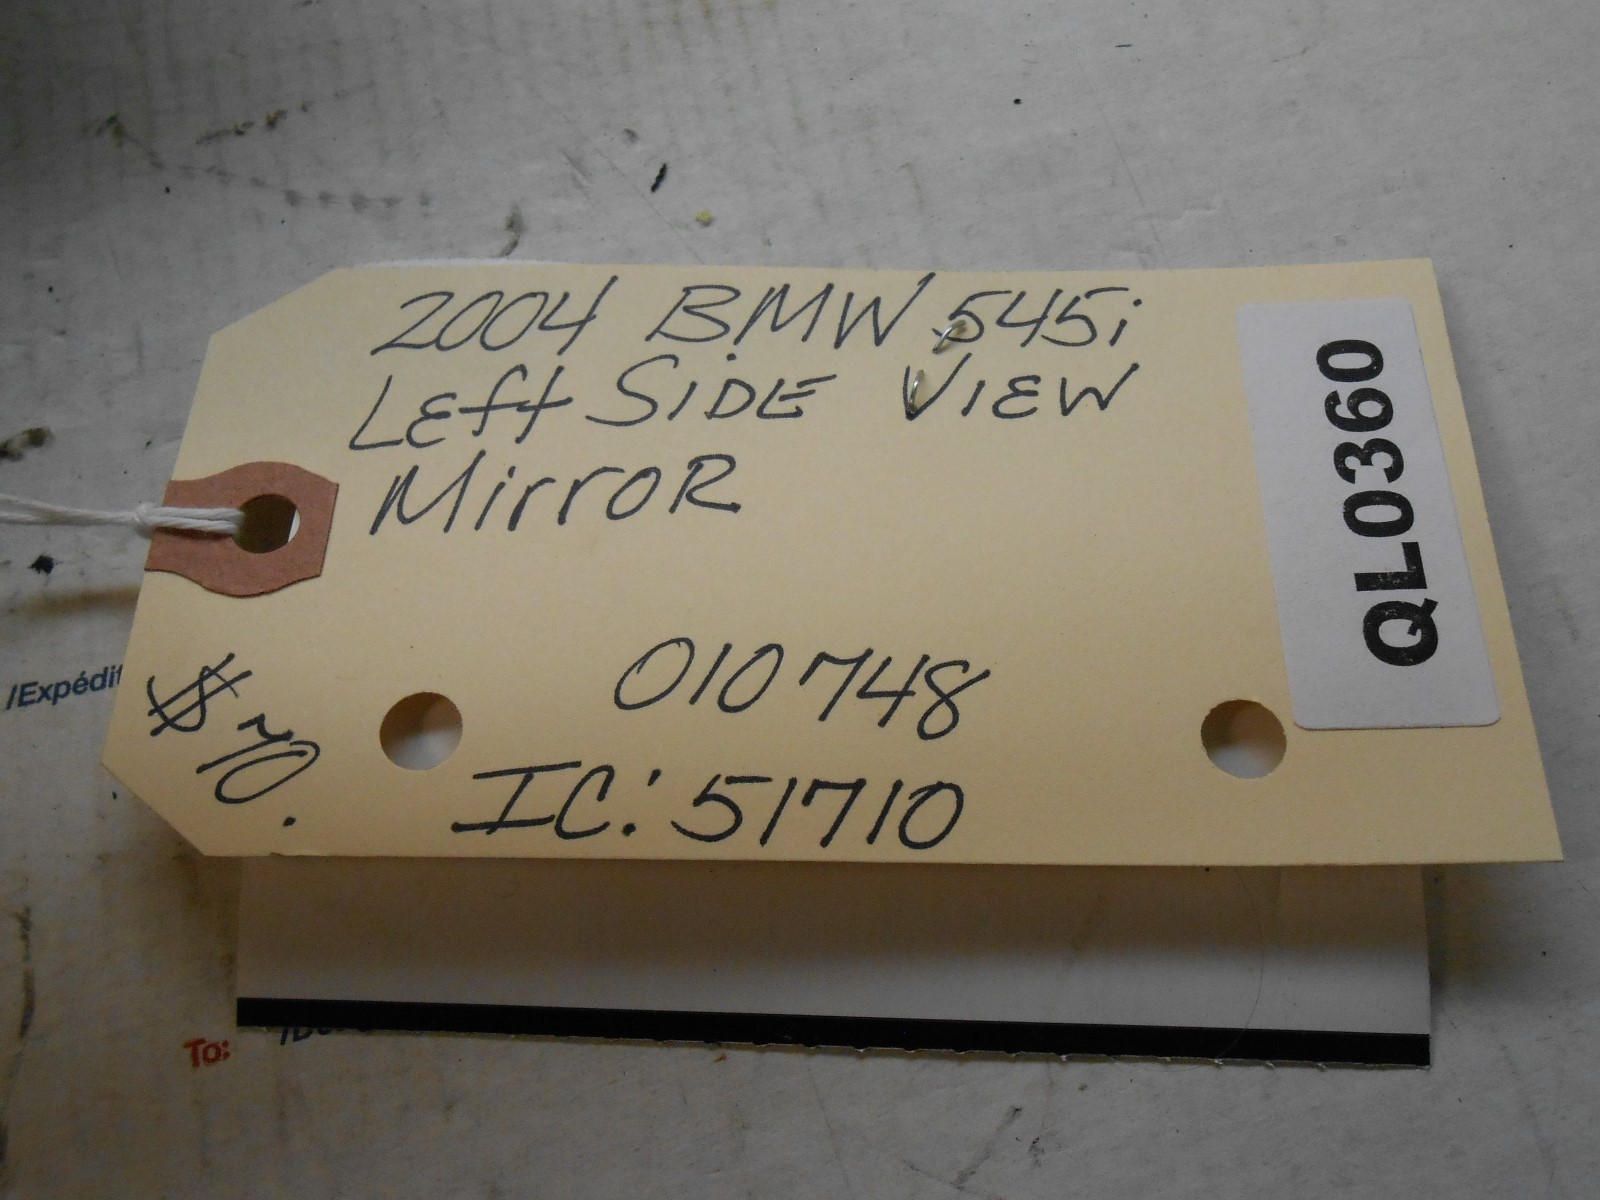 2004 BMW 545i
Left SIDE VIEW
MirroR
QL0360
010748
$70.
IC: 51710
/Expédit
To: